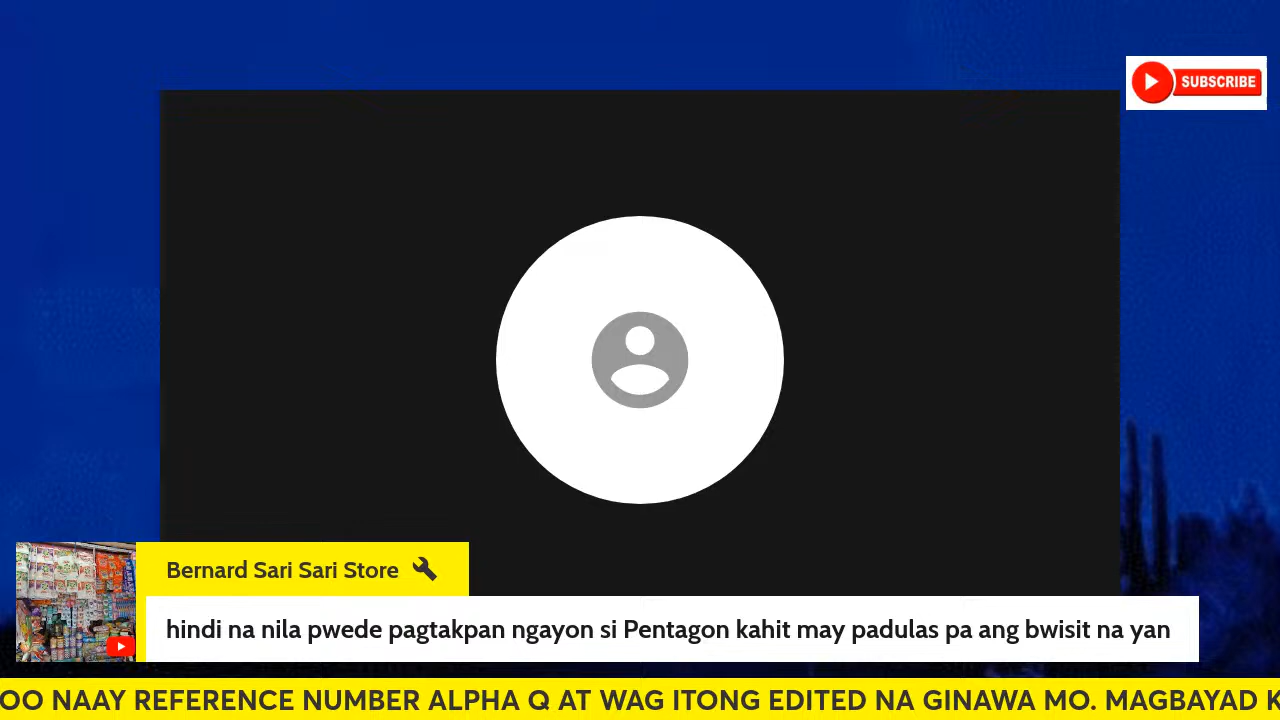 SUBSCRIBE
Bernard Sari Sari Store
hindi na nila pwede pagtakpan ngayon si Pentagon kahit may padulas pa ang bwisit na yan
OO NAAY REFERENCE NUMBER ALPHA Q AT WAG ITONG EDITED NA GINAWA MO. MAGBAYAD K